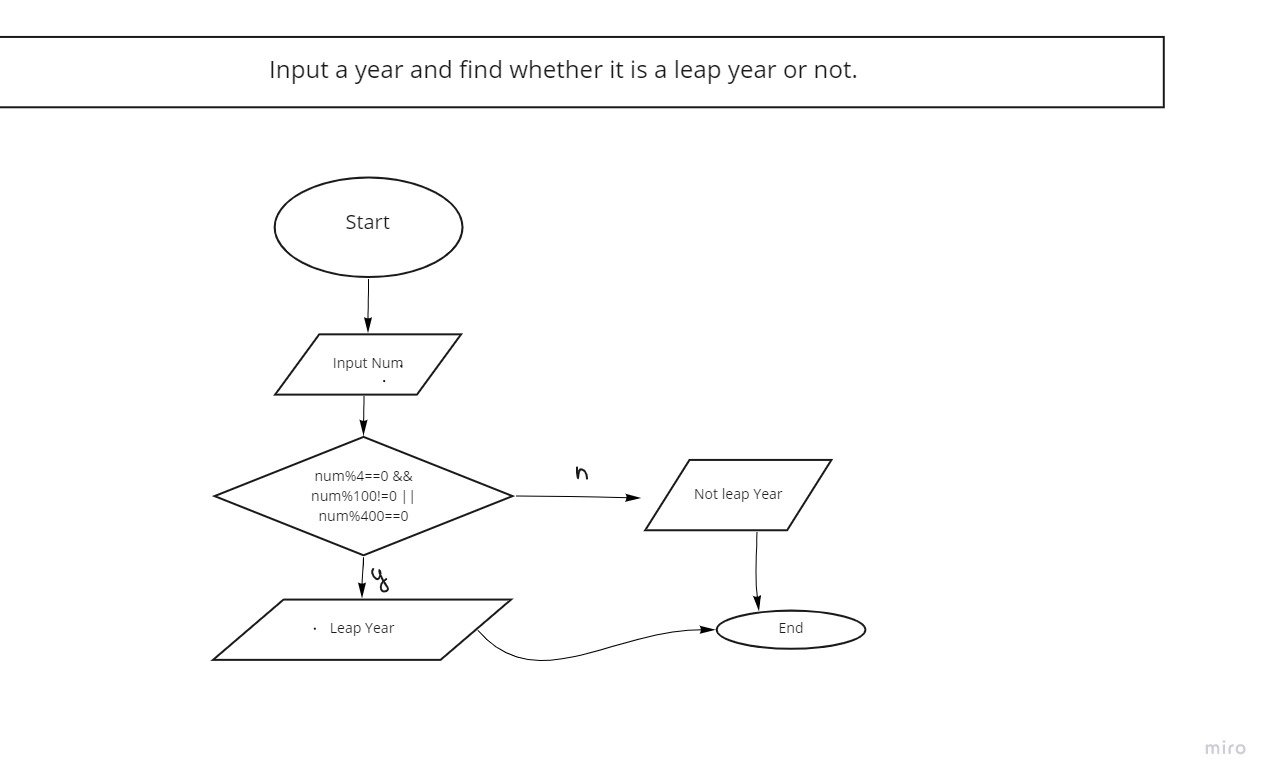 Input a year and find whether it is a leap year or not.
Start
Input Num
num%4==0 &&
num%100!=0 ||
num%400==0
n
Not leap Year
y
Leap Year
End
miro